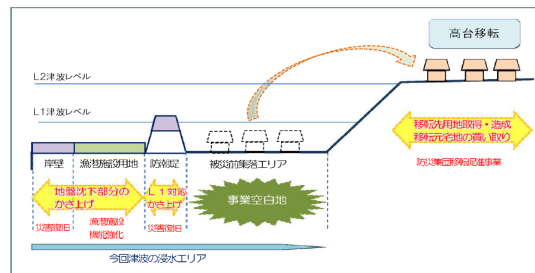 高台移転
L2津波レベル
L1津波レベル
移転先用地取得・造成
移転元宅地の買い取り
岸壁
漁港施設用地
防潮堤
被災前集落エリア
防災集団移転促進事業
地盤沈下部分の
かさ上げ
L1対応
かさ上げ
事業空白地
災害復旧
漁港施設
機能強化
災害復旧
今回津波の浸水エリア